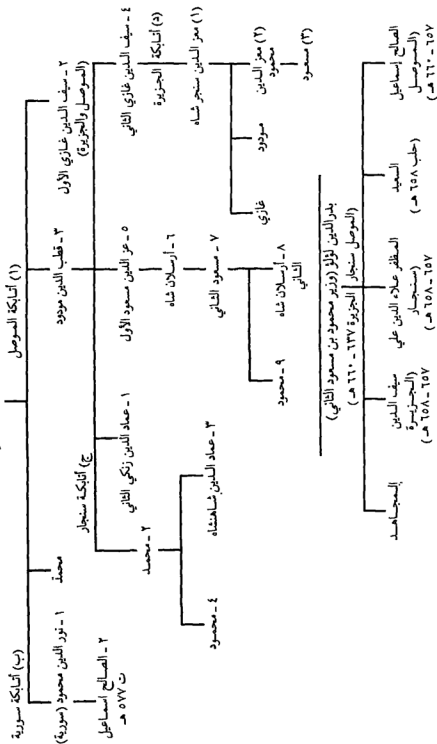 (١) أتابكة الموصل
(ب) أتابكة سورية
٢ - سيف الدين غازي الأول
(الموصل والجزيرة)
٣ - قطب الدين مودود
محمد
١ - نور الدين محمود (سورية)
٢ - الصالح اسماعيل
ت ٥٧٧ هـ
٤ - سيف الدين غازي الثاني
(د) أتابكة الجزيرة
(١) معز الدين سنجر شاه
(٢) معز الدين
محمود
مودود
غازي
(٣) مسعود
٥ - عز الدين مسعود الأول
٦ - أرسلان شاه
٧ - مسعود الثاني
٨ - أرسلان شاه
الثاني
٩ - محمود
ج) أتابكة سنجار
١ - عماد الدين زنكي الثاني
٢ - محمد
٣ - عماد الدين شاهنشاه
٤ - محمود
بدر الدين لؤلؤ (وزير محمود بن مسعود الثاني)
(الموصل سنجار الجزيرة ٦٣٧ - ٦٦٠ هـ)
الصالح إسماعيل
(الموصل
٦٥٧ - ٦٦٠ هـ)
السعيد
(حلب ٦٥٨ هـ)
المظفر علاء الدين علي
(سنجار
٦٥٧ - ٦٥٨ هـ)
سيف الدين
(الجزيرة
٦٥٧ - ٦٥٨ هـ)
المجاهد